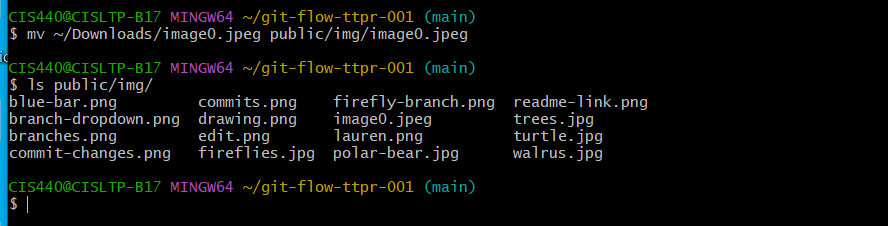 CIS440@CISLTP-B17 MINGW64 ~/git-flow-ttpr-001 (main)
$ mv ~/Downloads/image0.jpeg public/img/image0.jpeg
CIS440@CISLTP-B17 MINGW64 ~/git-flow-ttpr-001 (main)
$ ls public/img/
blue-bar.png commits.png firefly-branch.png readme-link.png
branch-dropdown.png drawing.png image0.jpeg trees.jpg
branches.png edit.png lauren.png turtle.jpg
commit-changes.png fireflies.jpg polar-bear.jpg walrus.jpg
CIS440@CISLTP-B17 MINGW64 ~/git-flow-ttpr-001 (main)
$